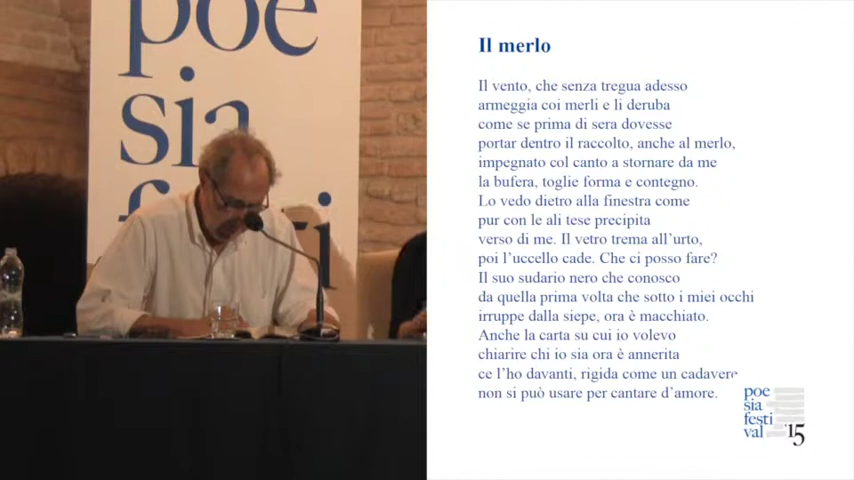 poe
sia
festi
Il merlo
Il vento, che senza tregua adesso
armeggia coi merli e li deruba
come se prima di sera dovesse
portar dentro il raccolto, anche al merlo,
impegnato col canto a stornare da me
la bufera, toglie forma e contegno.
Lo vedo dietro alla finestra come
pur con le ali tese precipita
verso di me. Il vetro trema all'urto,
poi l'uccello cade. Che ci posso fare?
Il suo sudario nero che conosco
da quella prima volta che sotto i miei occhi
irruppe dalla siepe, ora è macchiato.
Anche la carta su cui io volevo
chiarire chi io sia ora è annerita
ce l'ho davanti, rigida come un cadavere
non si può usare per cantare d'amore.
poe
sia
festi
val '15